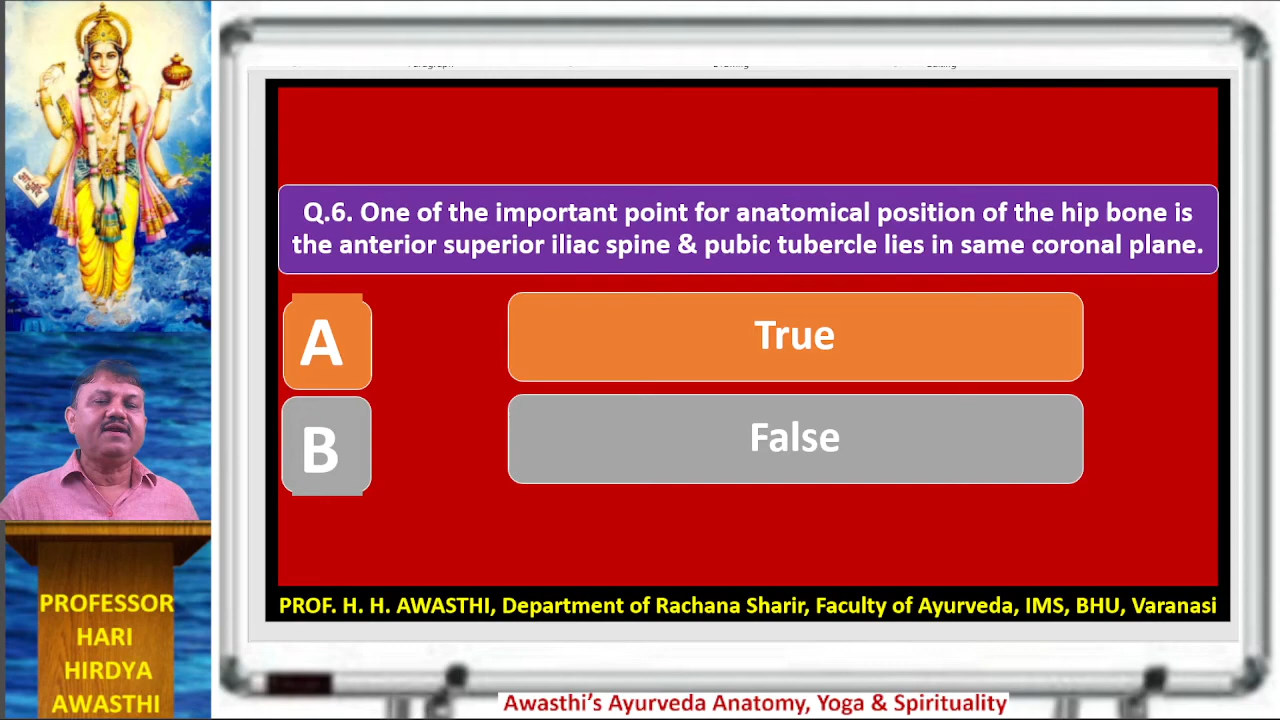 Q.6. One of the important point for anatomical position of the hip bone is
the anterior superior iliac spine & pubic tubercle lies in same coronal plane.
A
True
B
False
PROF. H. H. AWASTHI, Department of Rachana Sharir, Faculty of Ayurveda, IMS, BHU, Varanasi
PROFESSOR
HARI
HIRDYA
AWASTHI
Awasthi's Ayurveda Anatomy, Yoga & Spirituality